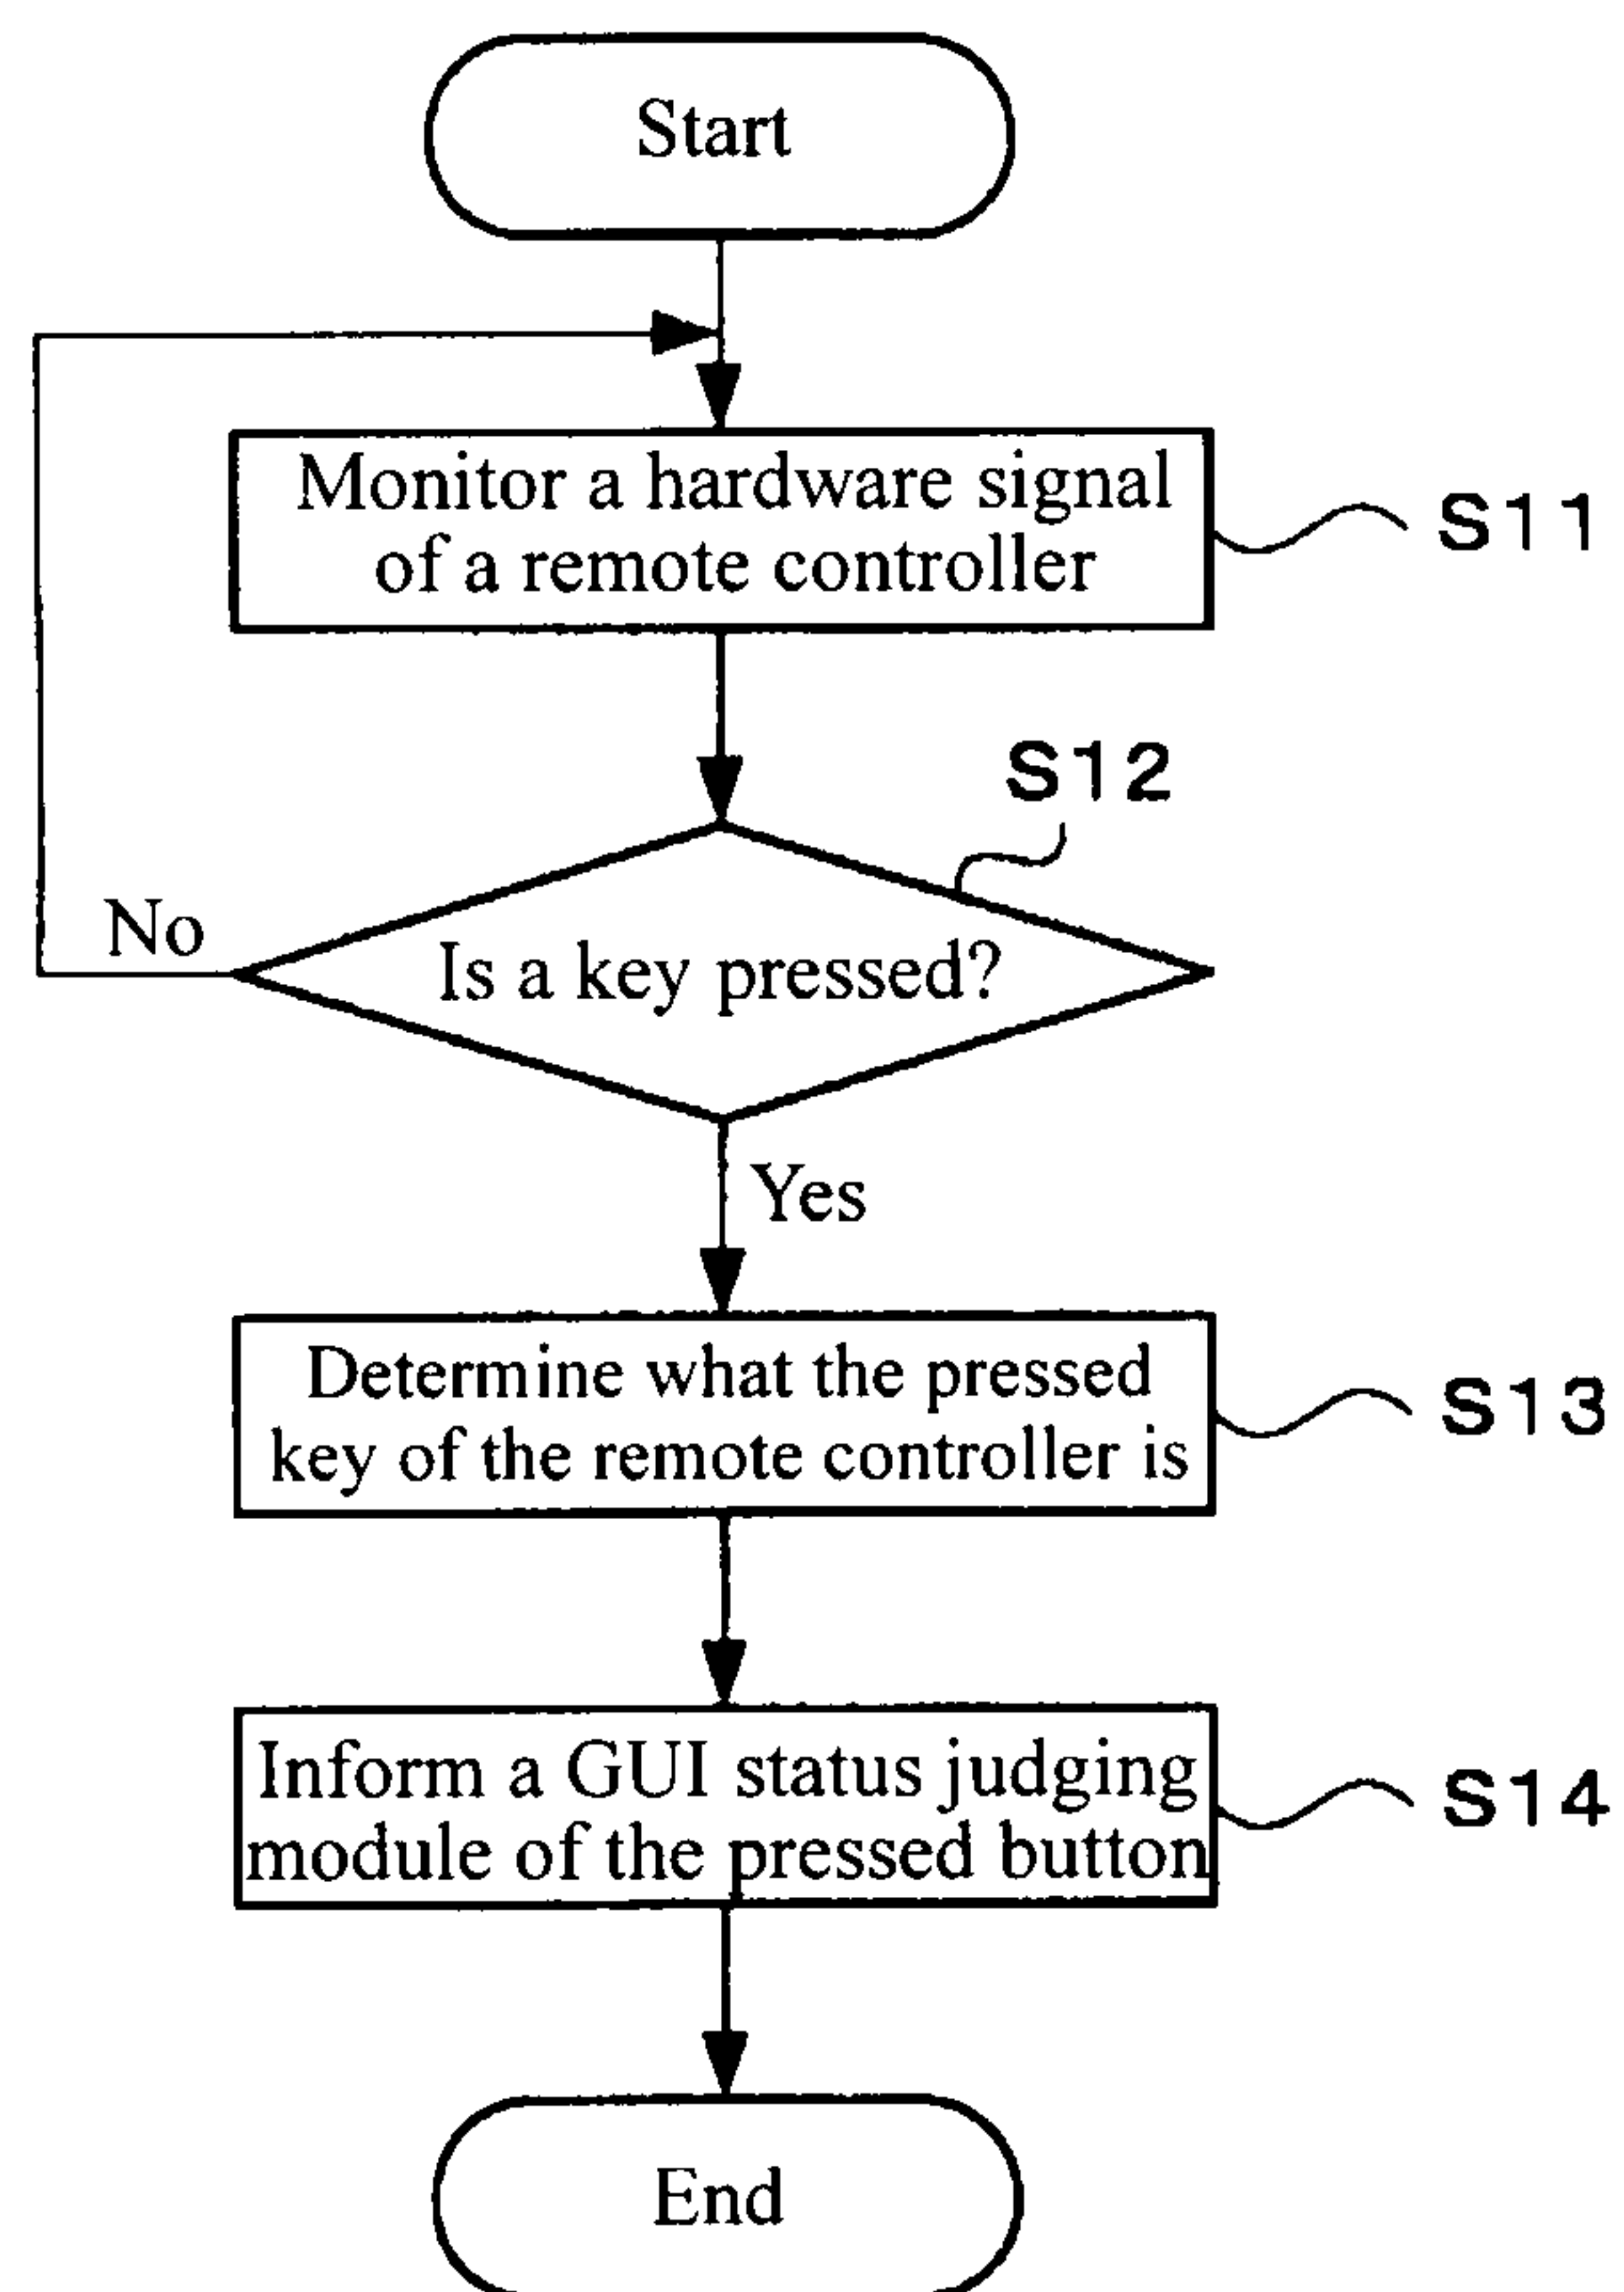 Start
Monitor a hardware signal
of a remote controller
S11
S12
No
Is a key pressed?
Yes
Determine what the pressed
key of the remote controller is
S13
Inform a GUI status judging
module of the pressed button
S14
End